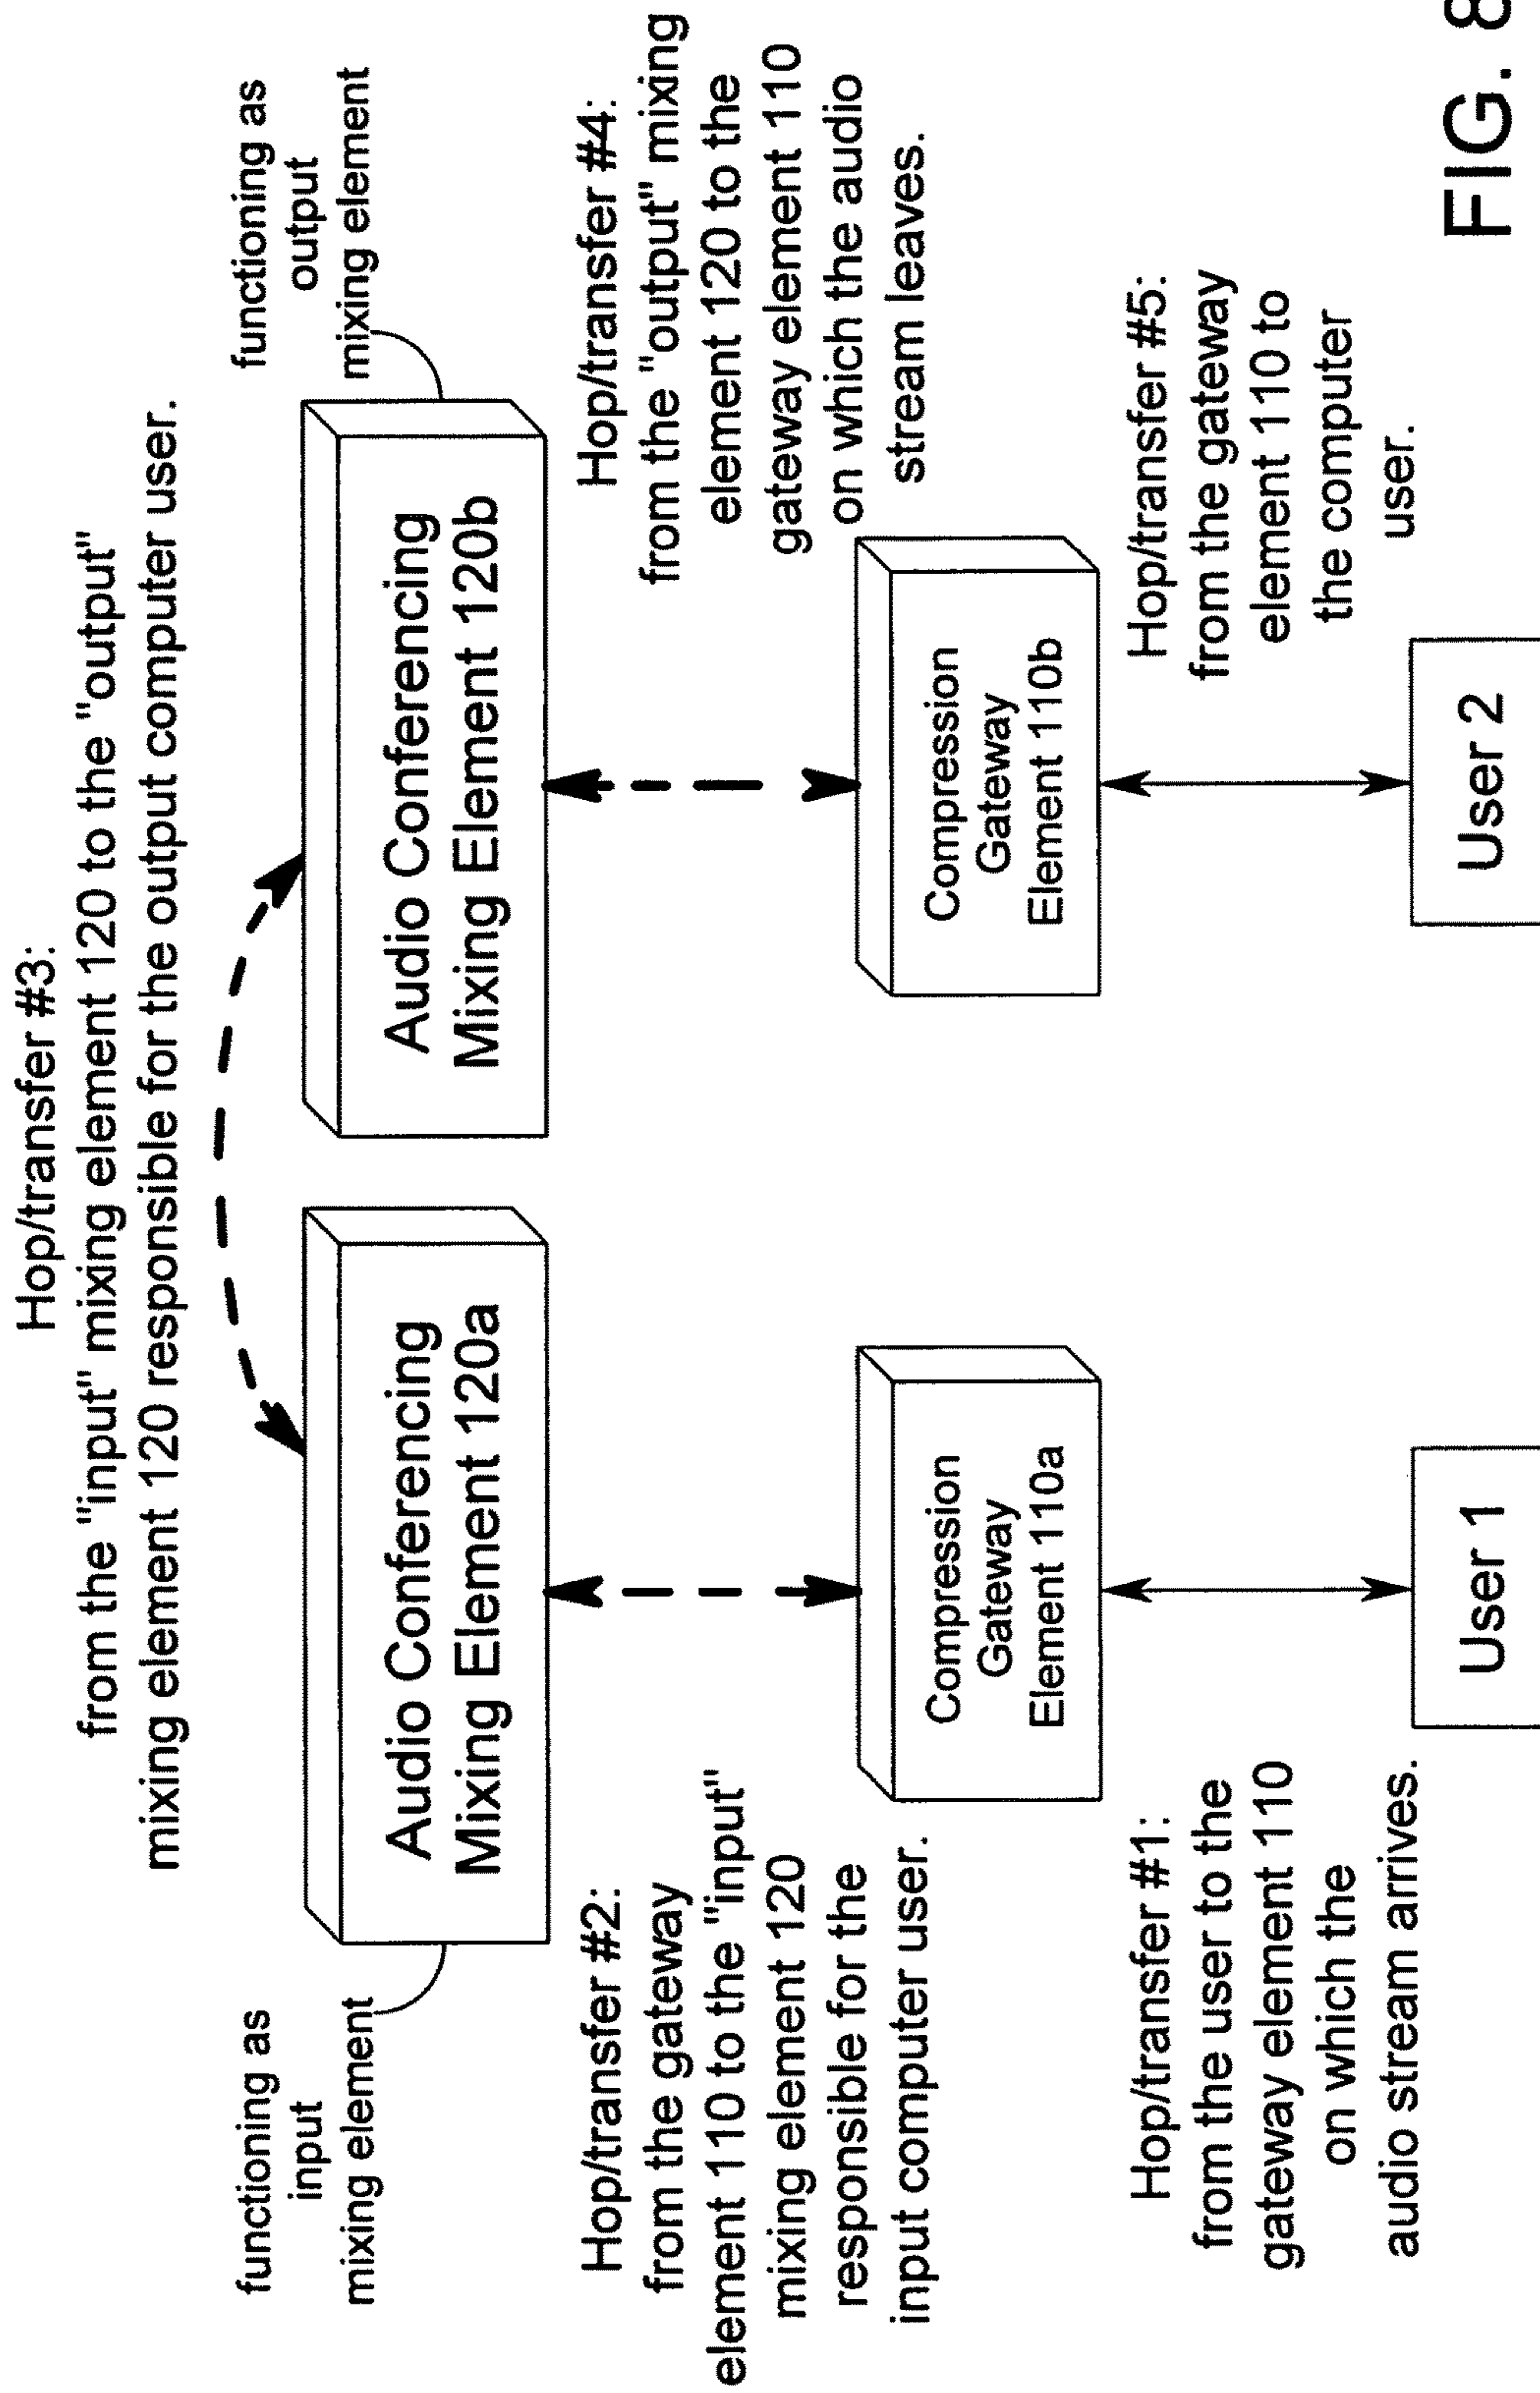 Hop/transfer #3:
from the "input" mixing element 120 to the "output"
mixing element 120 responsible for the output computer user.
functioning as
input
mixing element
Audio Conferencing
Mixing Element 120a
Audio Conferencing
Mixing Element 120b
functioning as
output
mixing element
Hop/transfer #2:
from the gateway
element 110 to the "input"
mixing element 120
responsible for the
input computer user.
Hop/transfer #4:
from the "output" mixing
element 120 to the
gateway element 110
on which the audio
stream leaves.
Compression
Gateway
Element 110a
Compression
Gateway
Element 110b
Hop/transfer #1:
from the user to the
gateway element 110
on which the
audio stream arrives.
Hop/transfer #5:
from the gateway
element 110 to
the computer
user.
User 1
User 2
FIG. 8